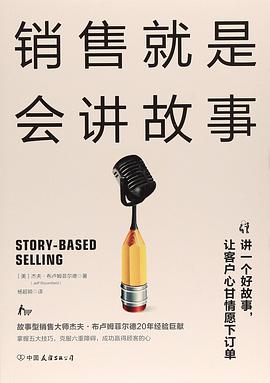 销售就是
会讲故事
讲一个好故事，
让客户心甘情愿下订单
STORY-BASED
SELLING
［美］杰夫·布卢姆菲尔德 著
（Jeff Bloomfield）
杨超颖 译
故事型销售大师杰夫·布卢姆菲尔德20年经验巨献
掌握五大技巧，克服六重障碍，成功赢得顾客的心
中国友谊出版公司